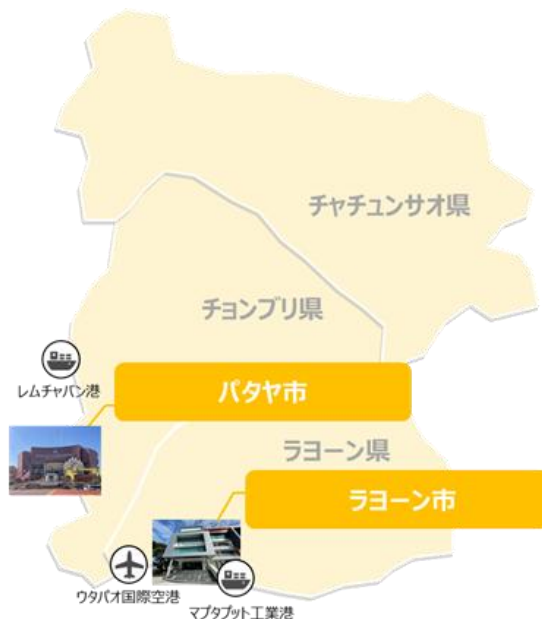 チャチュンサオ県
チョンブリ県
レムチャバン港
パタヤ市
ラヨーン県
ラヨーン市
ウタパオ国際空港
マプタプット工業港